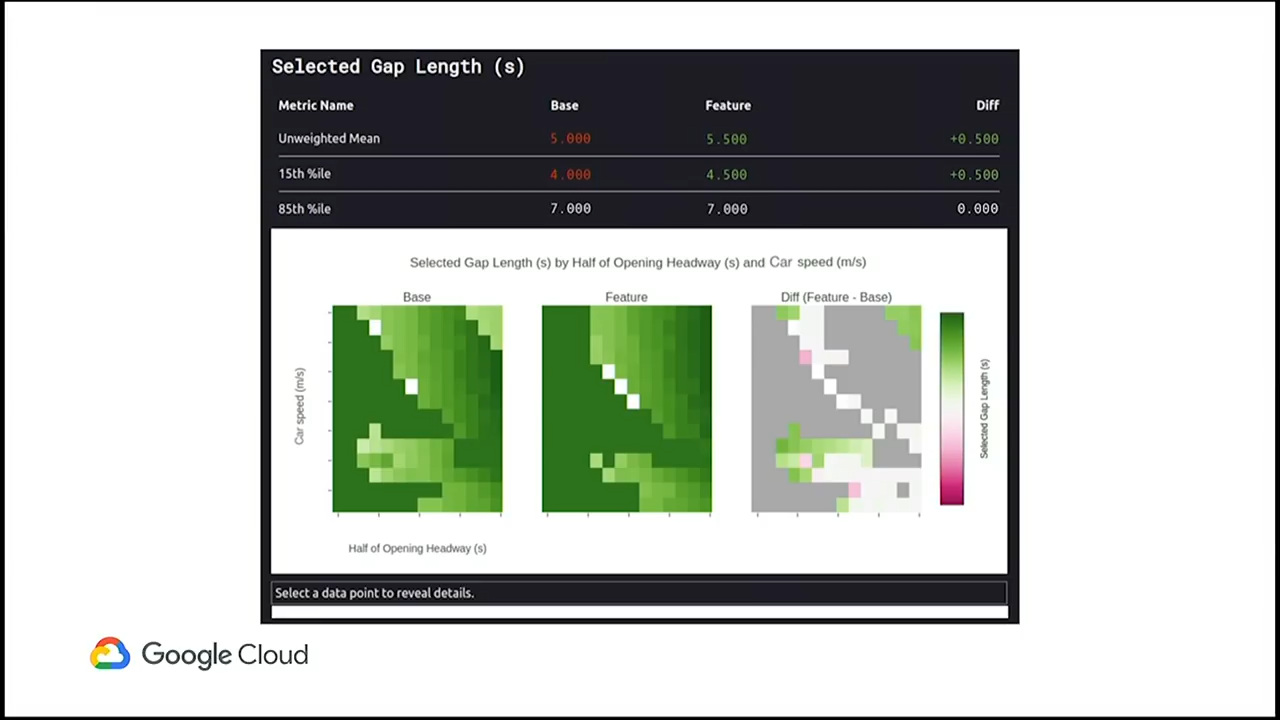 Selected Gap Length (s)
Metric Name Base Feature Diff
Unweighted Mean 5.000 5.500 +0.500
15th %ile 4.000 4.500 +0.500
85th %ile 7.000 7.000 0.000
Selected Gap Length (s) by Half of Opening Headway (s) and Car speed (m/s)
Base Feature Diff (Feature - Base)
Car speed (m/s)
Selected Gap Length (s)
Half of Opening Headway (s)
Select a data point to reveal details.
Google Cloud